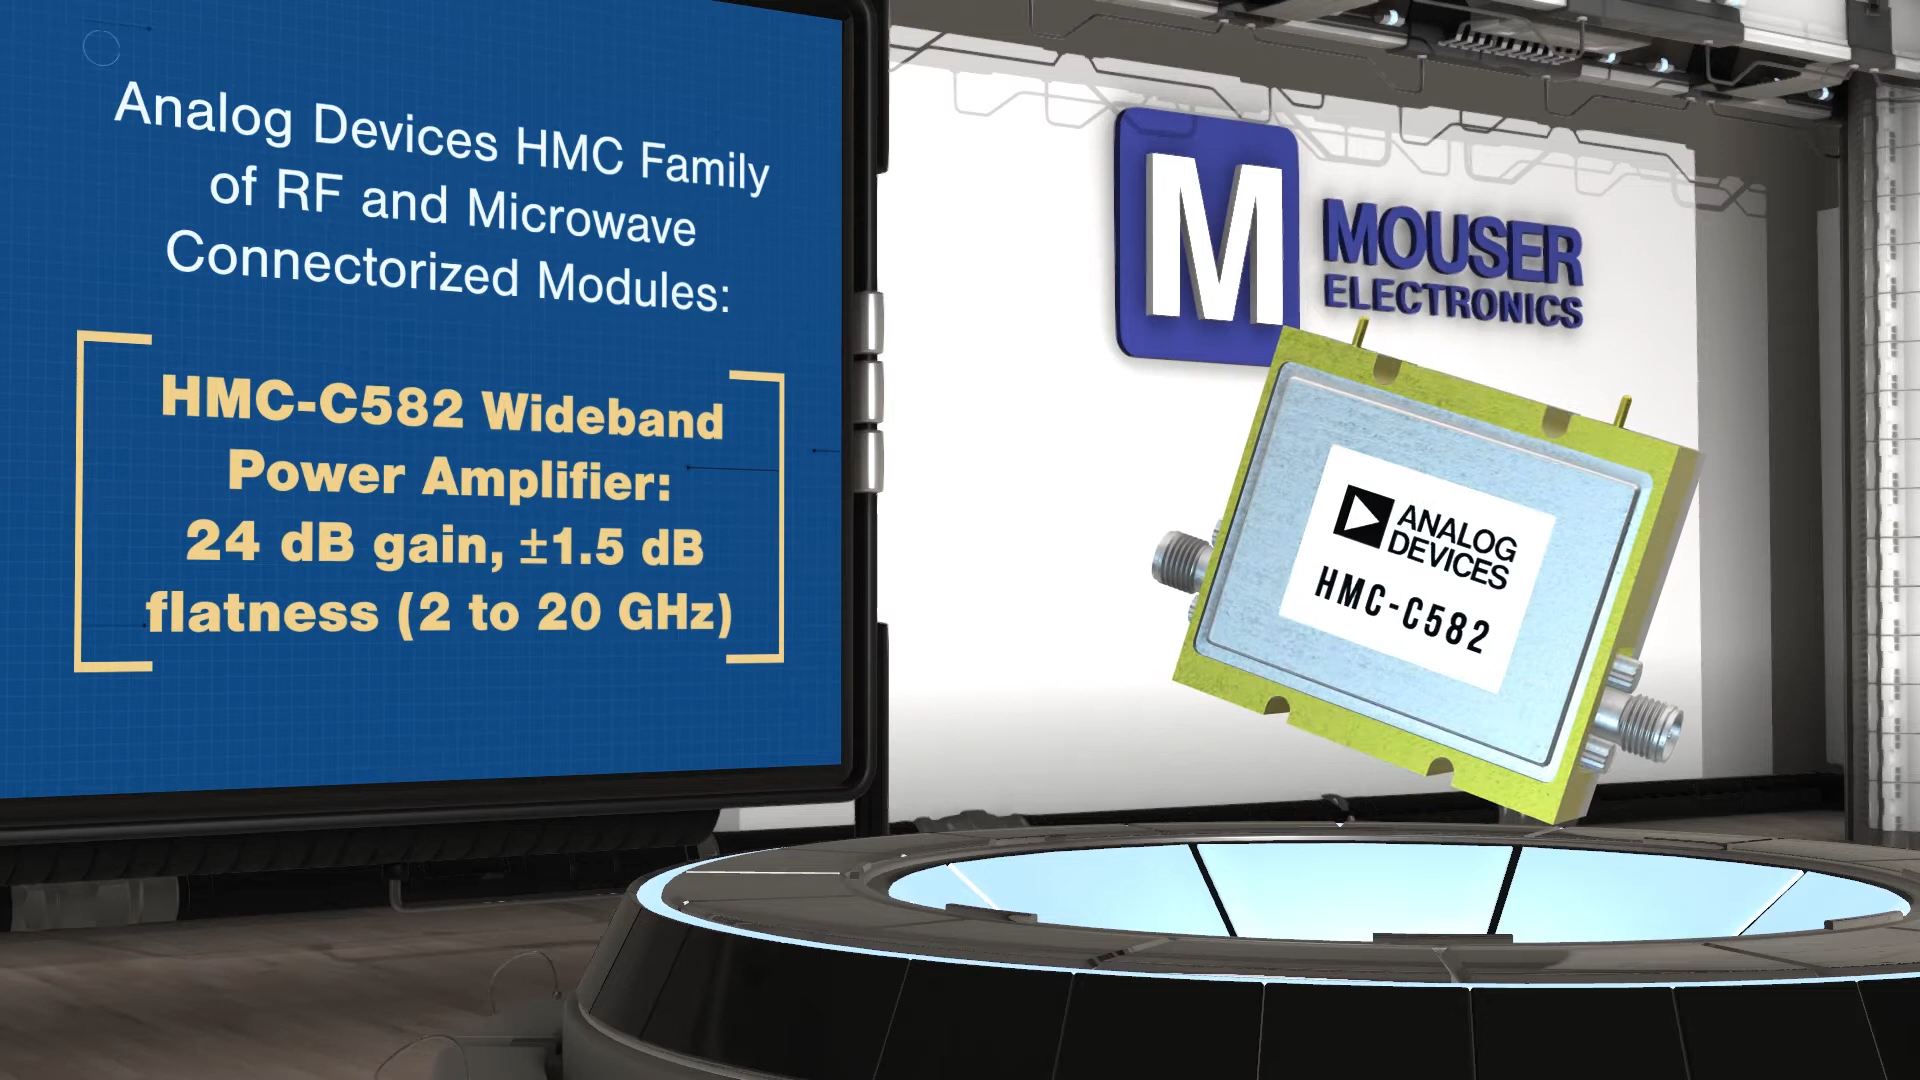 Analog Devices HMC Family
of RF and Microwave
Connectorized Modules:
HMC-C582 Wideband
Power Amplifier:
24 dB gain, ±1.5 dB
flatness (2 to 20 GHz)
M
MOUSER
ELECTRONICS
ANALOG
DEVICES
HMC-C582